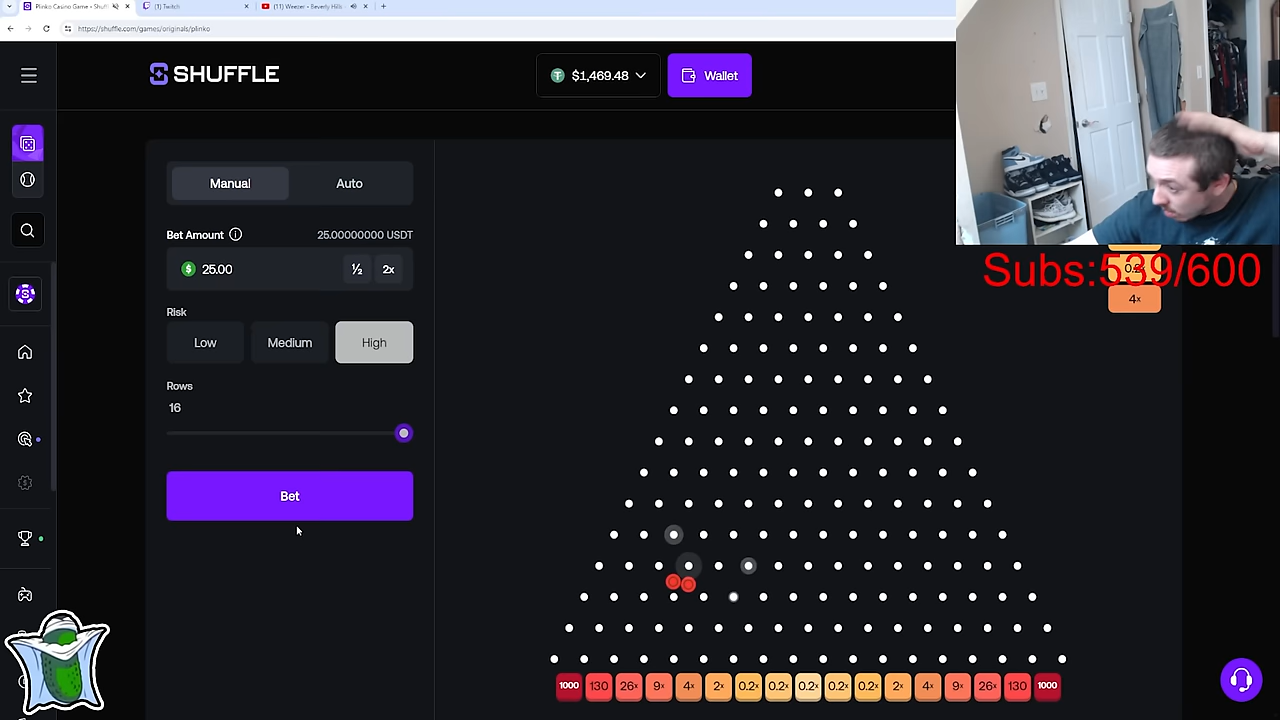 Plinko Casino Game - Shuff
(1) Twitch
(11) Weezer - Beverly Hills -
https://shuffle.com/games/originals/plinko
SHUFFLE
$1,469.48
Wallet
Manual
Auto
Bet Amount
25.00000000 USDT
25.00
½
2x
Subs:539/600
0.2x
4x
Risk
Low
Medium
High
Rows
16
Bet
1000
130
26x
9x
4x
2x
0.2x
0.2x
0.2x
0.2x
0.2x
2x
4x
9x
26x
130
1000